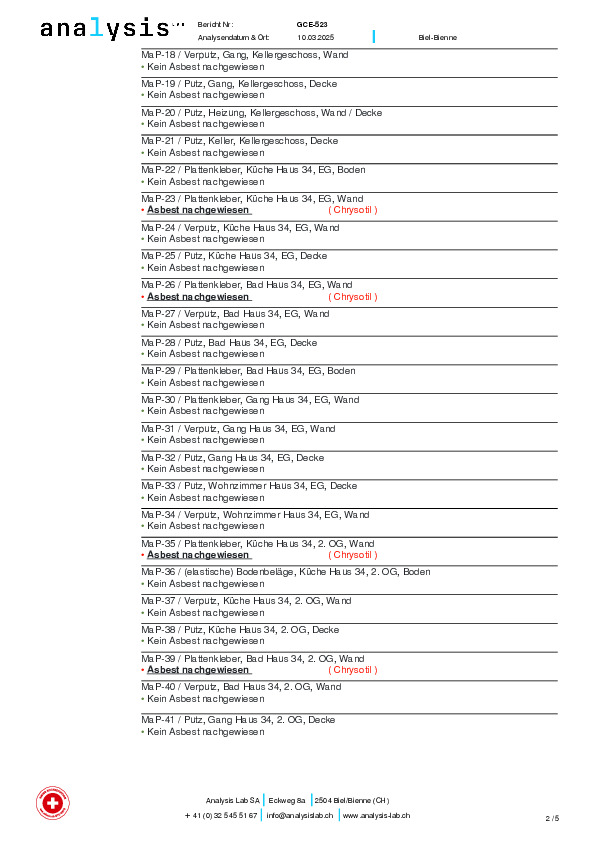 analysis
Bericht Nr: GCE-523
Analysendatum & Ort: 10.03.2025 Biel-Bienne
MaP-18 / Verputz, Gang, Kellergeschoss, Wand
• Kein Asbest nachgewiesen
MaP-19 / Putz, Gang, Kellergeschoss, Decke
• Kein Asbest nachgewiesen
MaP-20 / Putz, Heizung, Kellergeschoss, Wand / Decke
• Kein Asbest nachgewiesen
MaP-21 / Putz, Keller, Kellergeschoss, Decke
• Kein Asbest nachgewiesen
MaP-22 / Plattenkleber, Küche Haus 34, EG, Boden
• Kein Asbest nachgewiesen
MaP-23 / Plattenkleber, Küche Haus 34, EG, Wand
• Asbest nachgewiesen ( Chrysotil )
MaP-24 / Verputz, Küche Haus 34, EG, Wand
• Kein Asbest nachgewiesen
MaP-25 / Putz, Küche Haus 34, EG, Decke
• Kein Asbest nachgewiesen
MaP-26 / Plattenkleber, Bad Haus 34, EG, Wand
• Asbest nachgewiesen ( Chrysotil )
MaP-27 / Verputz, Bad Haus 34, EG, Wand
• Kein Asbest nachgewiesen
MaP-28 / Putz, Bad Haus 34, EG, Decke
• Kein Asbest nachgewiesen
MaP-29 / Plattenkleber, Bad Haus 34, EG, Boden
• Kein Asbest nachgewiesen
MaP-30 / Plattenkleber, Gang Haus 34, EG, Wand
• Kein Asbest nachgewiesen
MaP-31 / Verputz, Gang Haus 34, EG, Wand
• Kein Asbest nachgewiesen
MaP-32 / Putz, Gang Haus 34, EG, Decke
• Kein Asbest nachgewiesen
MaP-33 / Putz, Wohnzimmer Haus 34, EG, Decke
• Kein Asbest nachgewiesen
MaP-34 / Verputz, Wohnzimmer Haus 34, EG, Wand
• Kein Asbest nachgewiesen
MaP-35 / Plattenkleber, Küche Haus 34, 2. OG, Wand
• Asbest nachgewiesen ( Chrysotil )
MaP-36 / (elastische) Bodenbeläge, Küche Haus 34, 2. OG, Boden
• Kein Asbest nachgewiesen
MaP-37 / Verputz, Küche Haus 34, 2. OG, Wand
• Kein Asbest nachgewiesen
MaP-38 / Putz, Küche Haus 34, 2. OG, Decke
• Kein Asbest nachgewiesen
MaP-39 / Plattenkleber, Bad Haus 34, 2. OG, Wand
• Asbest nachgewiesen ( Chrysotil )
MaP-40 / Verputz, Bad Haus 34, 2. OG, Wand
• Kein Asbest nachgewiesen
MaP-41 / Putz, Gang Haus 34, 2. OG, Decke
• Kein Asbest nachgewiesen
Analysis Lab SA | Eckweg 8a | 2504 Biel/Bienne (CH)
+ 41 (0) 32 545 51 67 | info@analysislab.ch | www.analysis-lab.ch
2 / 5